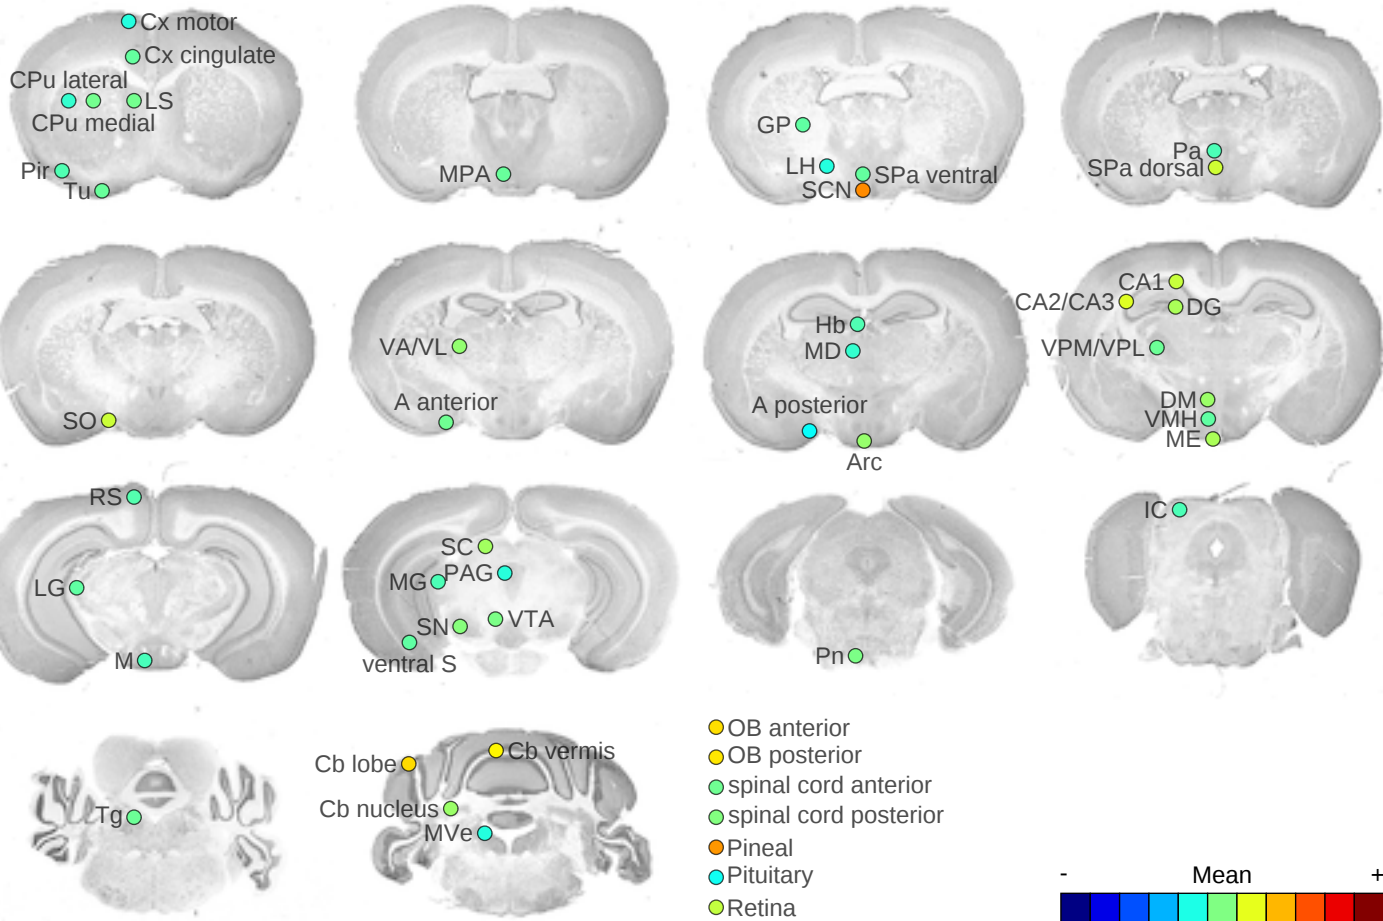 Cx motor
Cx cingulate
CPu lateral
LS
CPu medial
Pir
Tu
MPA
GP
LH
SPa ventral
SCN
Pa
SPa dorsal
SO
VA/VL
A anterior
Hb
MD
A posterior
Arc
CA1
CA2/CA3
DG
VPM/VPL
DM
VMH
ME
RS
LG
M
SC
MG
PAG
SN
VTA
ventral S
Pn
IC
Tg
Cb lobe
Cb vermis
Cb nucleus
MVe
OB anterior
OB posterior
spinal cord anterior
spinal cord posterior
Pineal
Pituitary
Retina
- Mean +